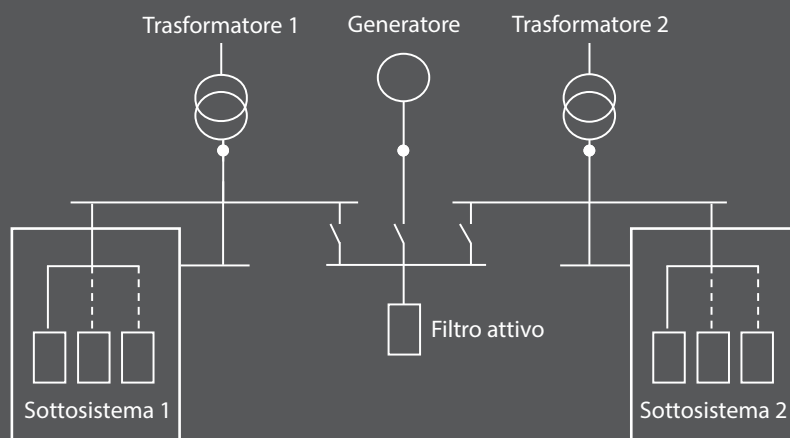 Trasformatore 1
Generatore
Trasformatore 2
Filtro attivo
Sottosistema 1
Sottosistema 2